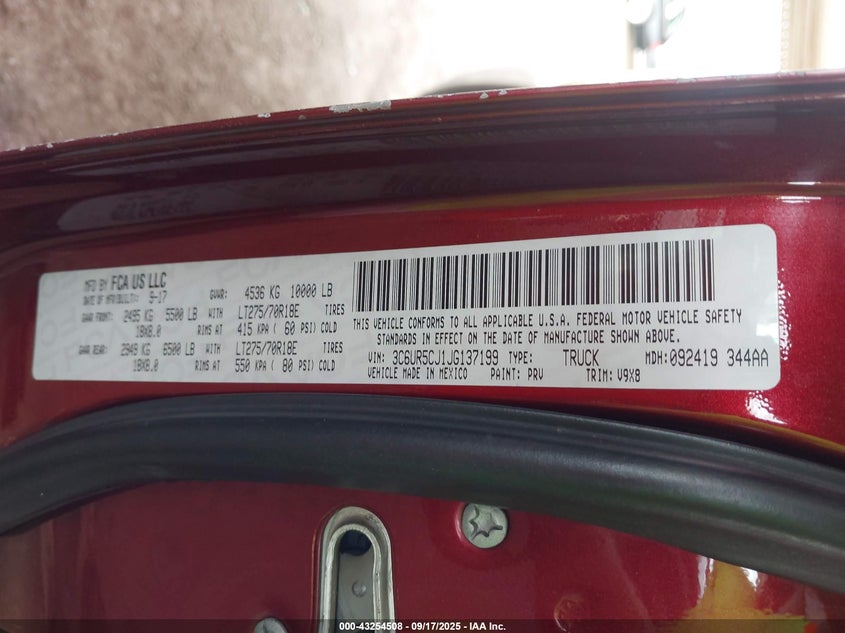 MFD BY FCA US LLC
DATE OF MFR/BUILT: 9-17 GVWR: 4536 KG 10000 LB
GAWR FRONT: 2495 KG 5500 LB WITH LT275/70R18E TIRES
18X8.0 RIMS AT 415 KPA ( 60 PSI) COLD
GAWR REAR: 2949 KG 6500 LB WITH LT275/70R18E TIRES
18X8.0 RIMS AT 550 KPA ( 80 PSI) COLD
THIS VEHICLE CONFORMS TO ALL APPLICABLE U.S.A. FEDERAL MOTOR VEHICLE SAFETY
STANDARDS IN EFFECT ON THE DATE OF MANUFACTURE SHOWN ABOVE.
VIN: 3C6UR5CJ1JG137199 TYPE: TRUCK MDH: 092419 344AA
VEHICLE MADE IN MEXICO PAINT: PRV TRIM: V9X8
000-43254508 - 09/17/2025 - IAA Inc.